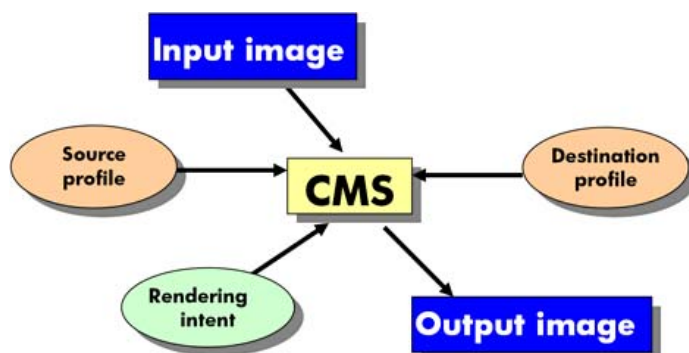 Input image
Source
profile
CMS
Destination
profile
Rendering
intent
Output image